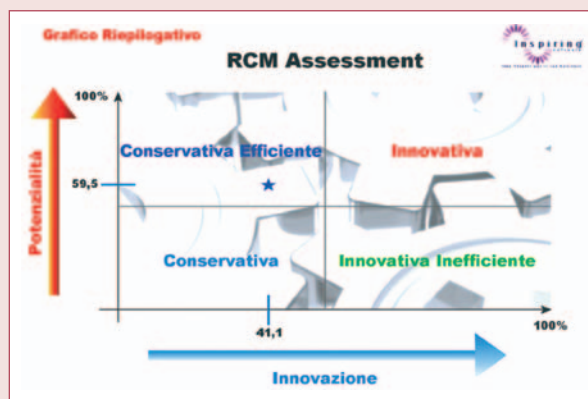 Grafico Riepilogativo
Inspiring
RCM Assessment
100%
Conservativa Efficiente
Innovativa
59,5
Potenzialità
Conservativa
Innovativa Inefficiente
41,1
100%
Innovazione